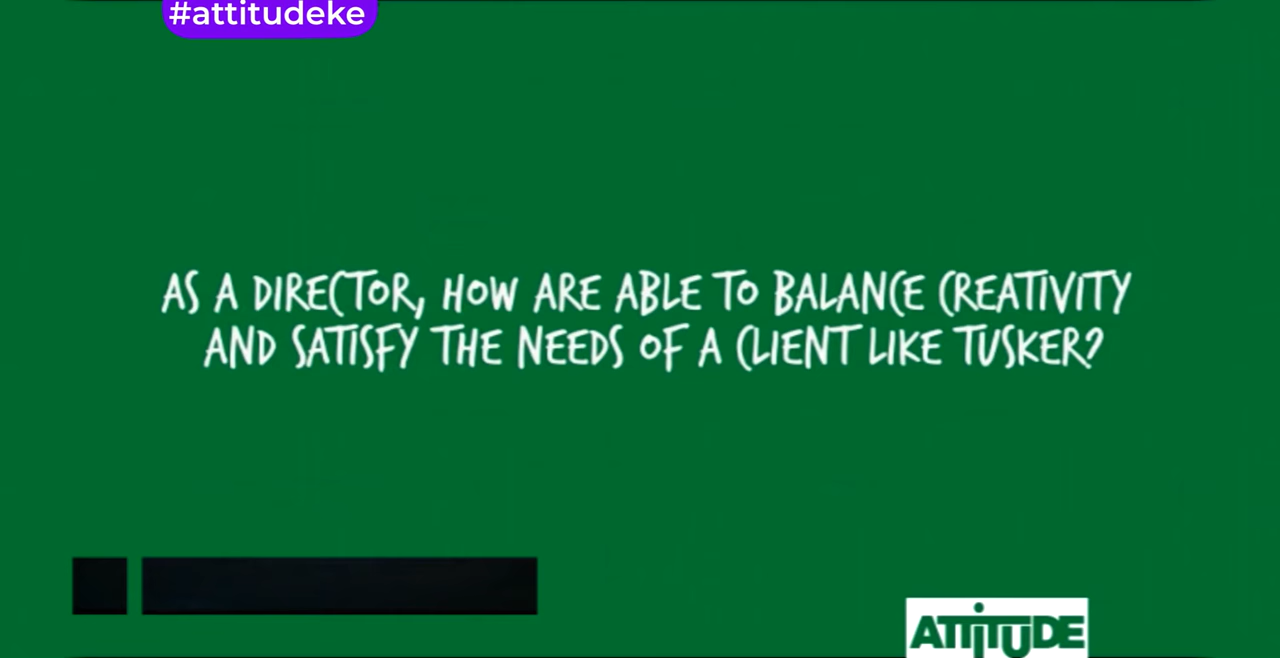 #attitudeke
AS A DIRECTOR, HOW ARE ABLE TO BALANCE CREATIVITY
AND SATISFY THE NEEDS OF A CLIENT LIKE TUSKER?
ATTiTUDE